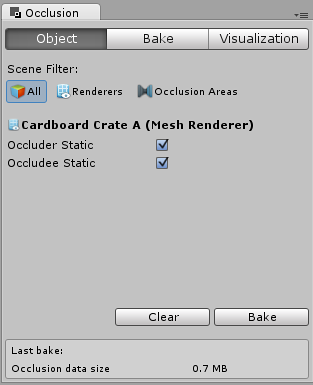 Occlusion
Object Bake Visualization
Scene Filter:
All Renderers Occlusion Areas
Cardboard Crate A (Mesh Renderer)
Occluder Static
Occludee Static
Clear Bake
Last bake:
Occlusion data size 0.7 MB